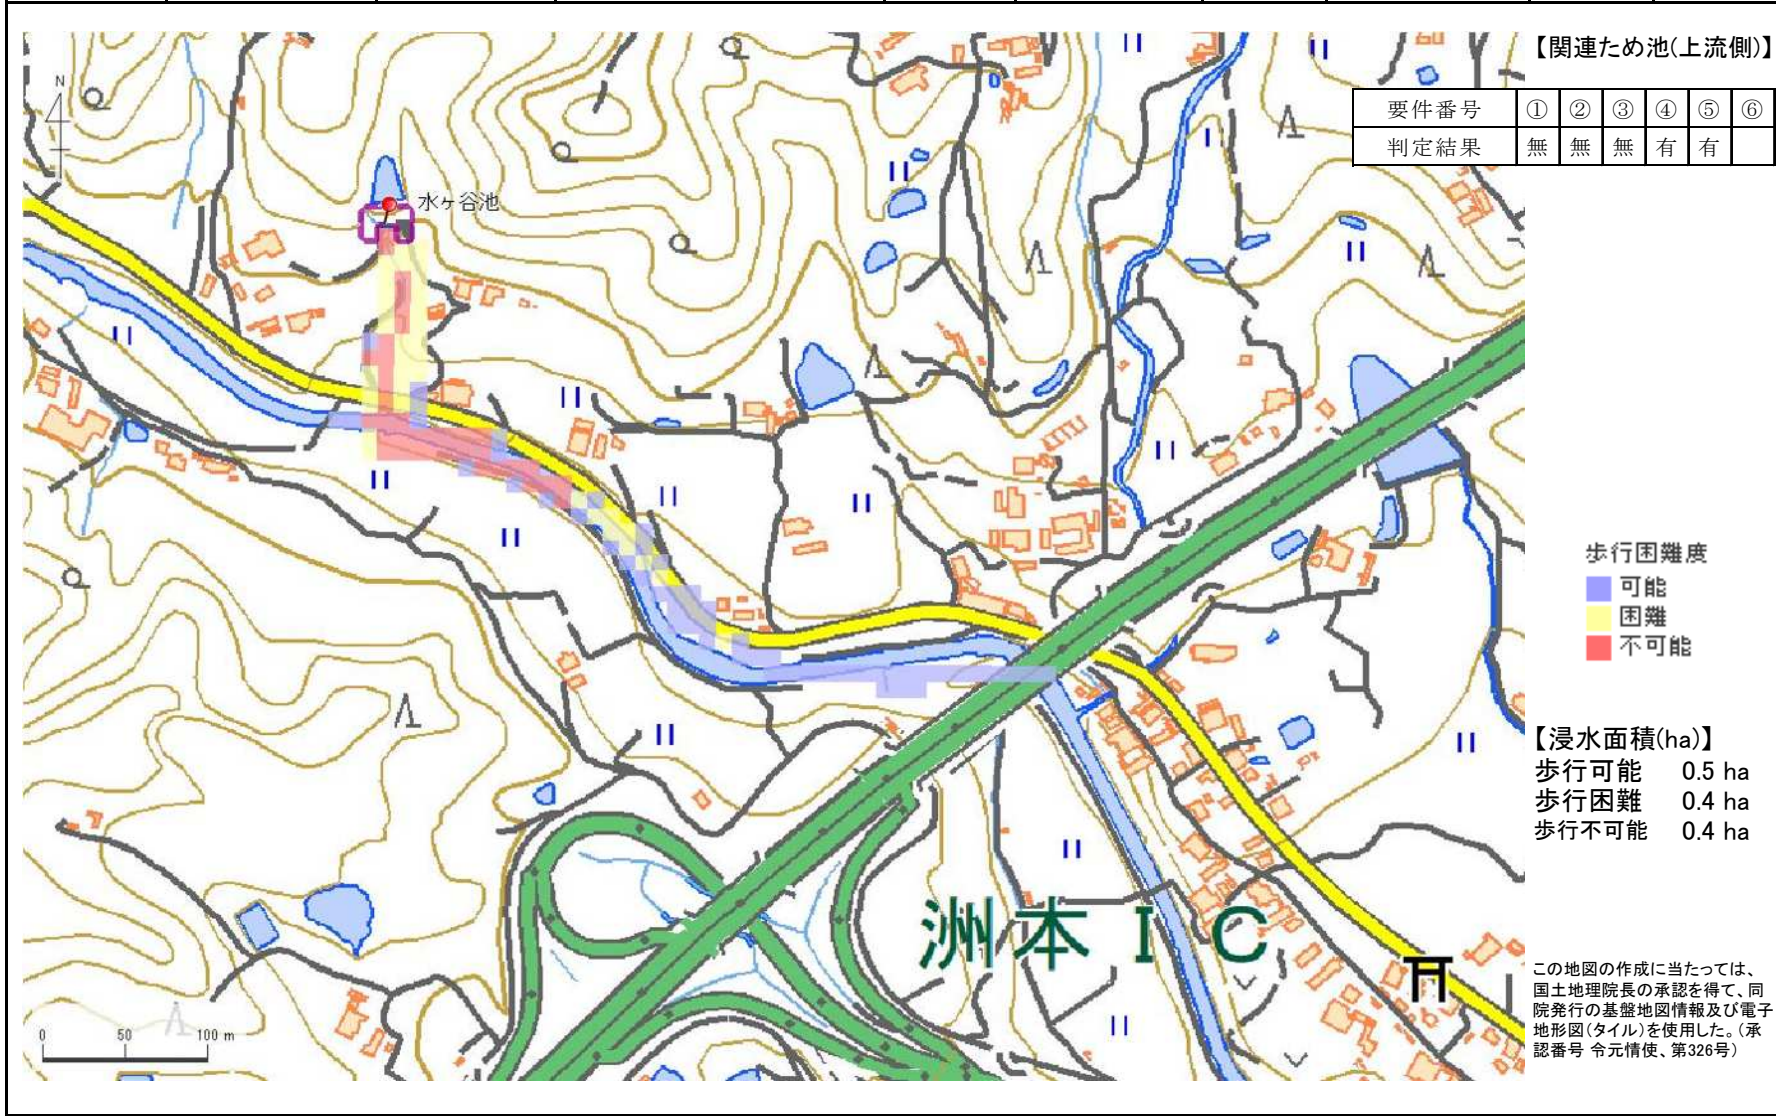 【関連ため池(上流側)】
要件番号 ① ② ③ ④ ⑤ ⑥
判定結果 無 無 無 有 有
N
水ヶ谷池
歩行困難度
可能
困難
不可能
【浸水面積(ha)】
歩行可能 0.5 ha
歩行困難 0.4 ha
歩行不可能 0.4 ha
洲本IC
この地図の作成に当たっては、
国土地理院長の承認を得て、同
院発行の基盤地図情報及び電子
地形図(タイル)を使用した。(承
認番号 令元情使、第326号)
0 50 100 m